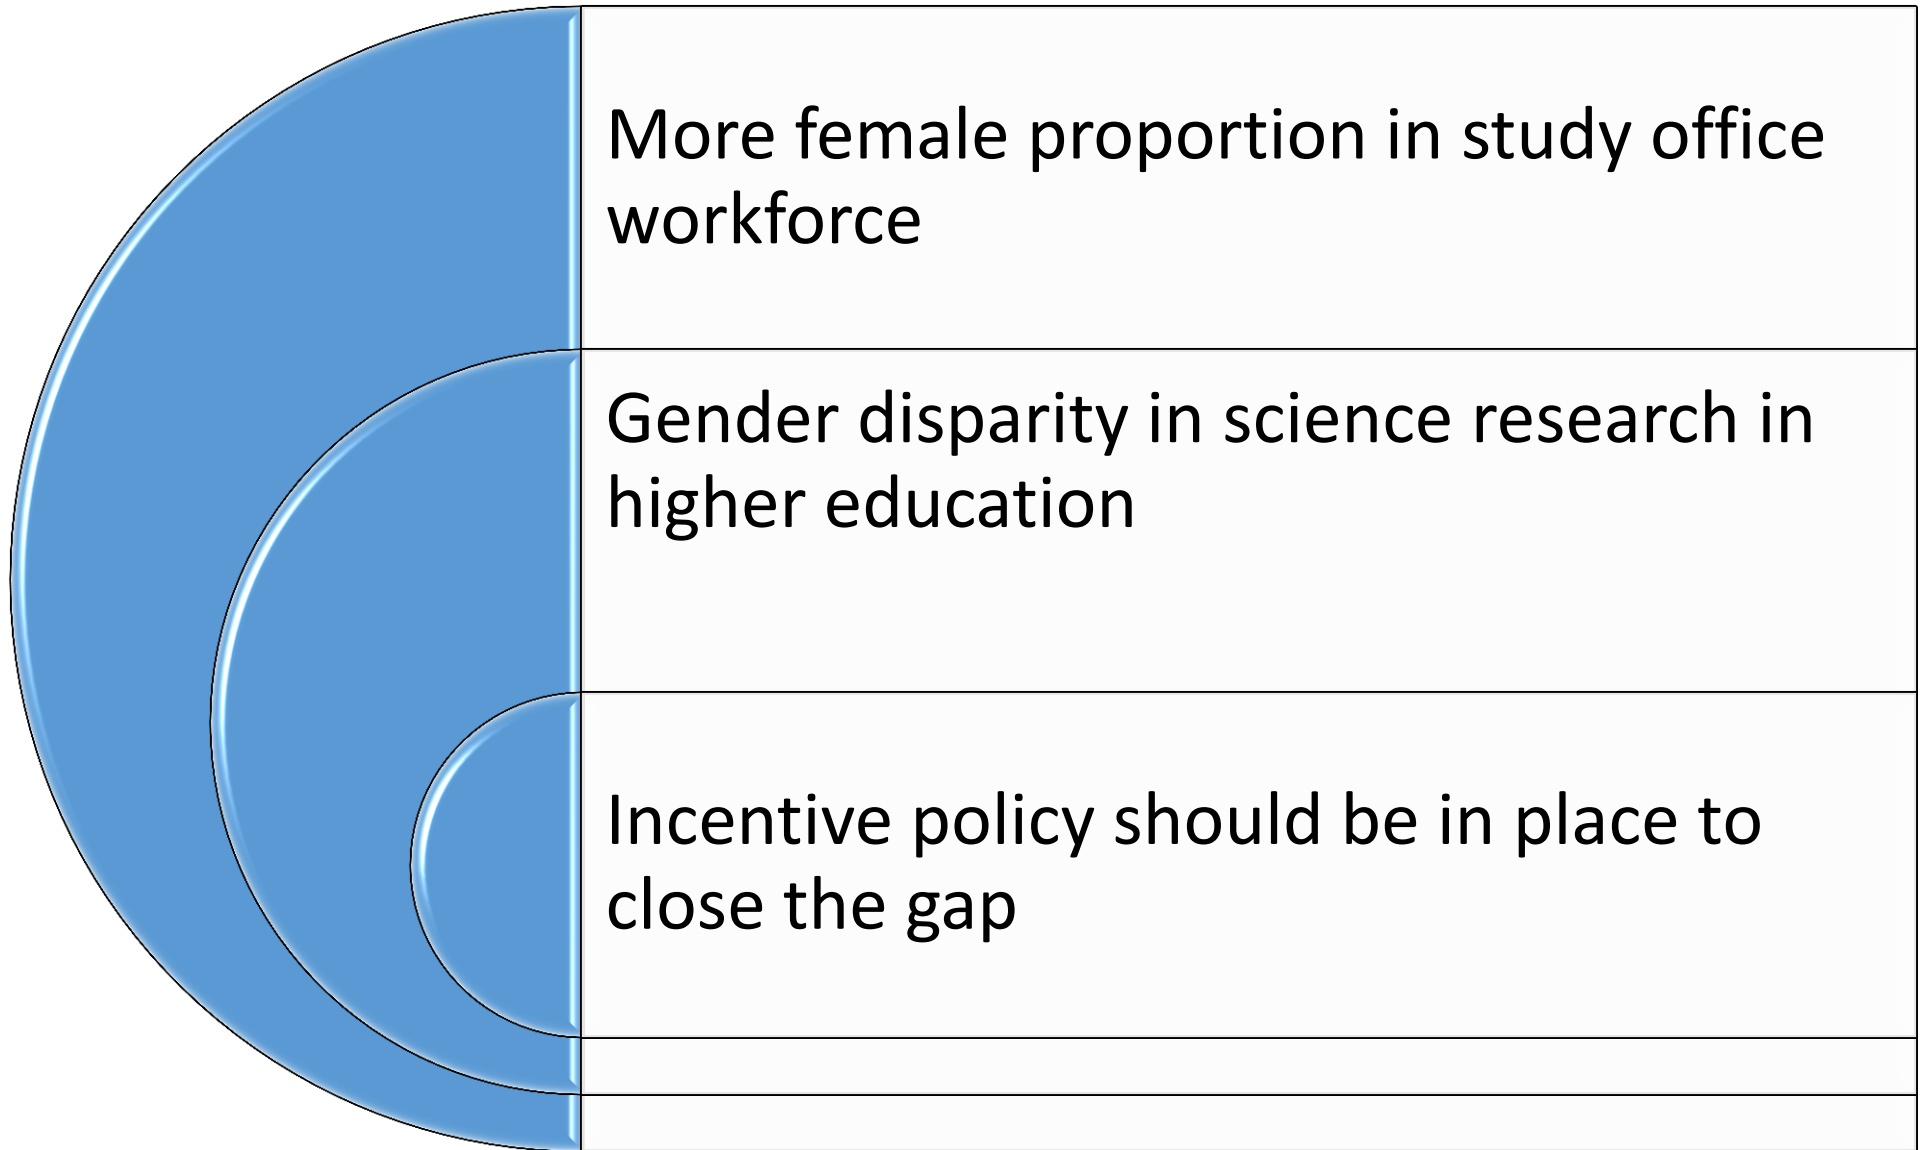 More female proportion in study office
workforce
Gender disparity in science research in
higher education
Incentive policy should be in place to
close the gap